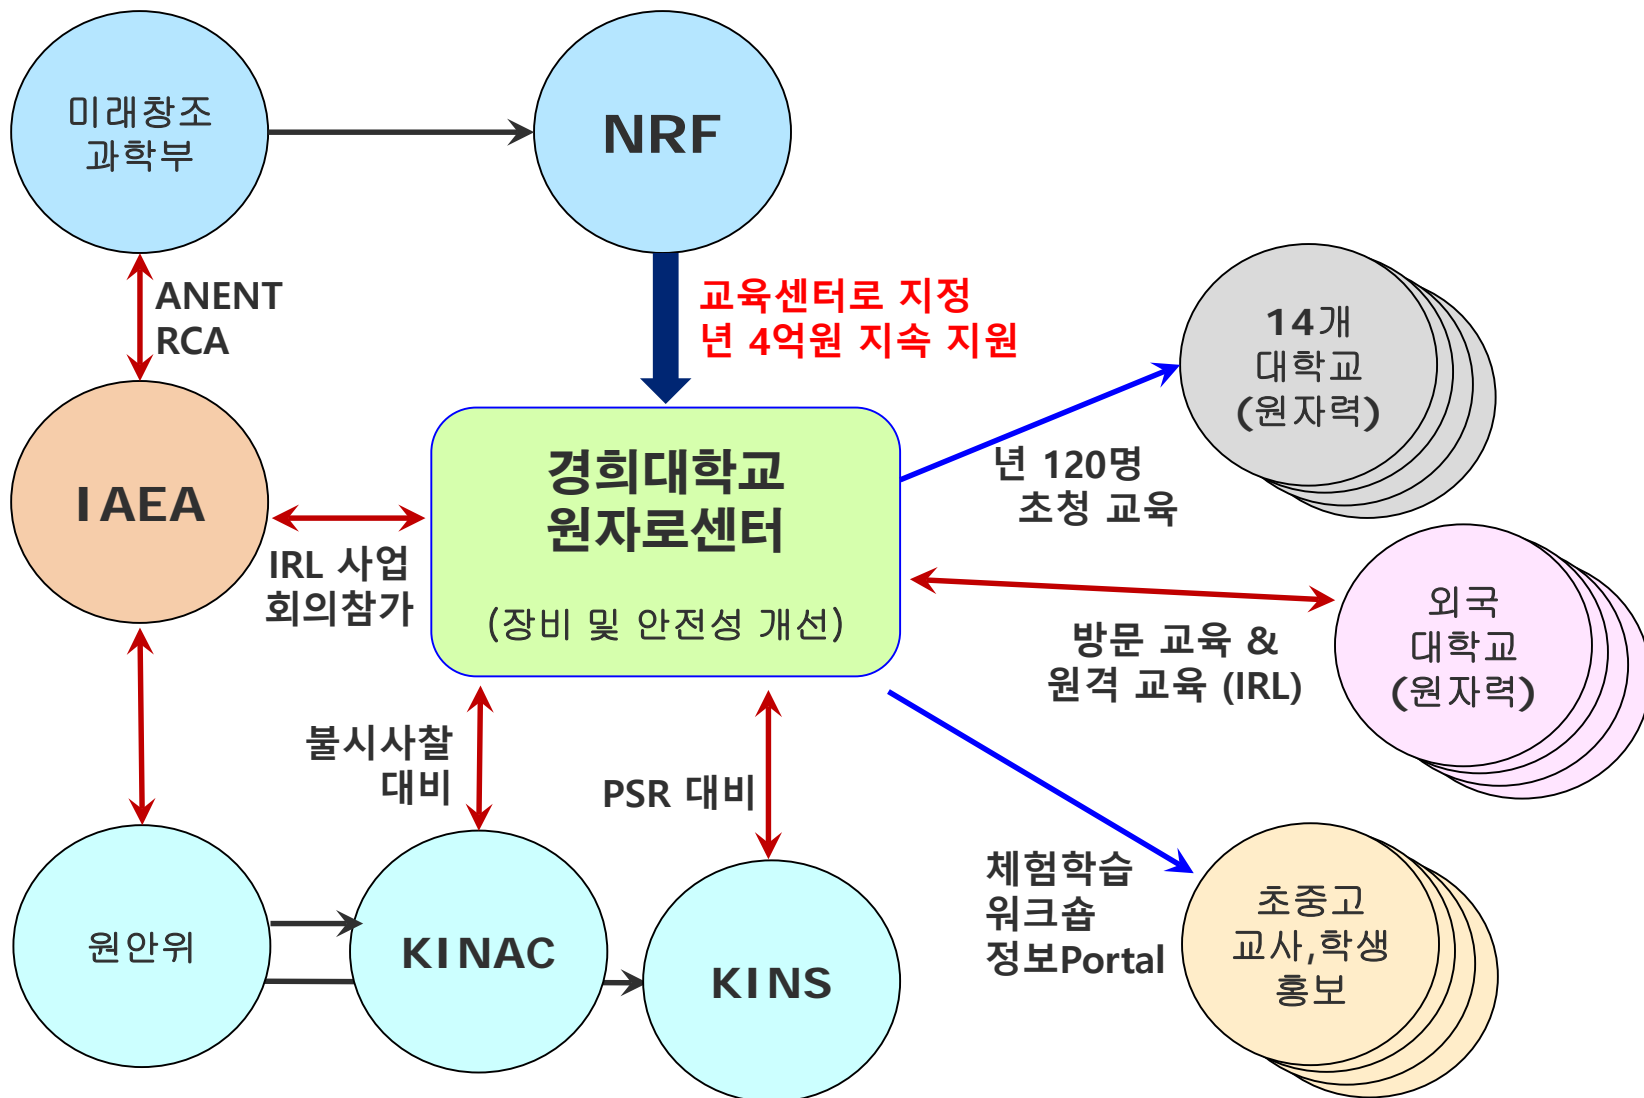 미래창조
과학부
NRF
ANENT
RCA
교육센터로 지정
년 4억원 지속 지원
14개
대학교
(원자력)
IAEA
경희대학교
원자로센터
(장비 및 안전성 개선)
년 120명
초청 교육
IRL 사업
회의참가
외국
대학교
(원자력)
방문 교육 &
원격 교육 (IRL)
불시사찰
대비
PSR 대비
체험학습
워크숍
정보Portal
초중고
교사,학생
홍보
원안위
KINAC
KINS